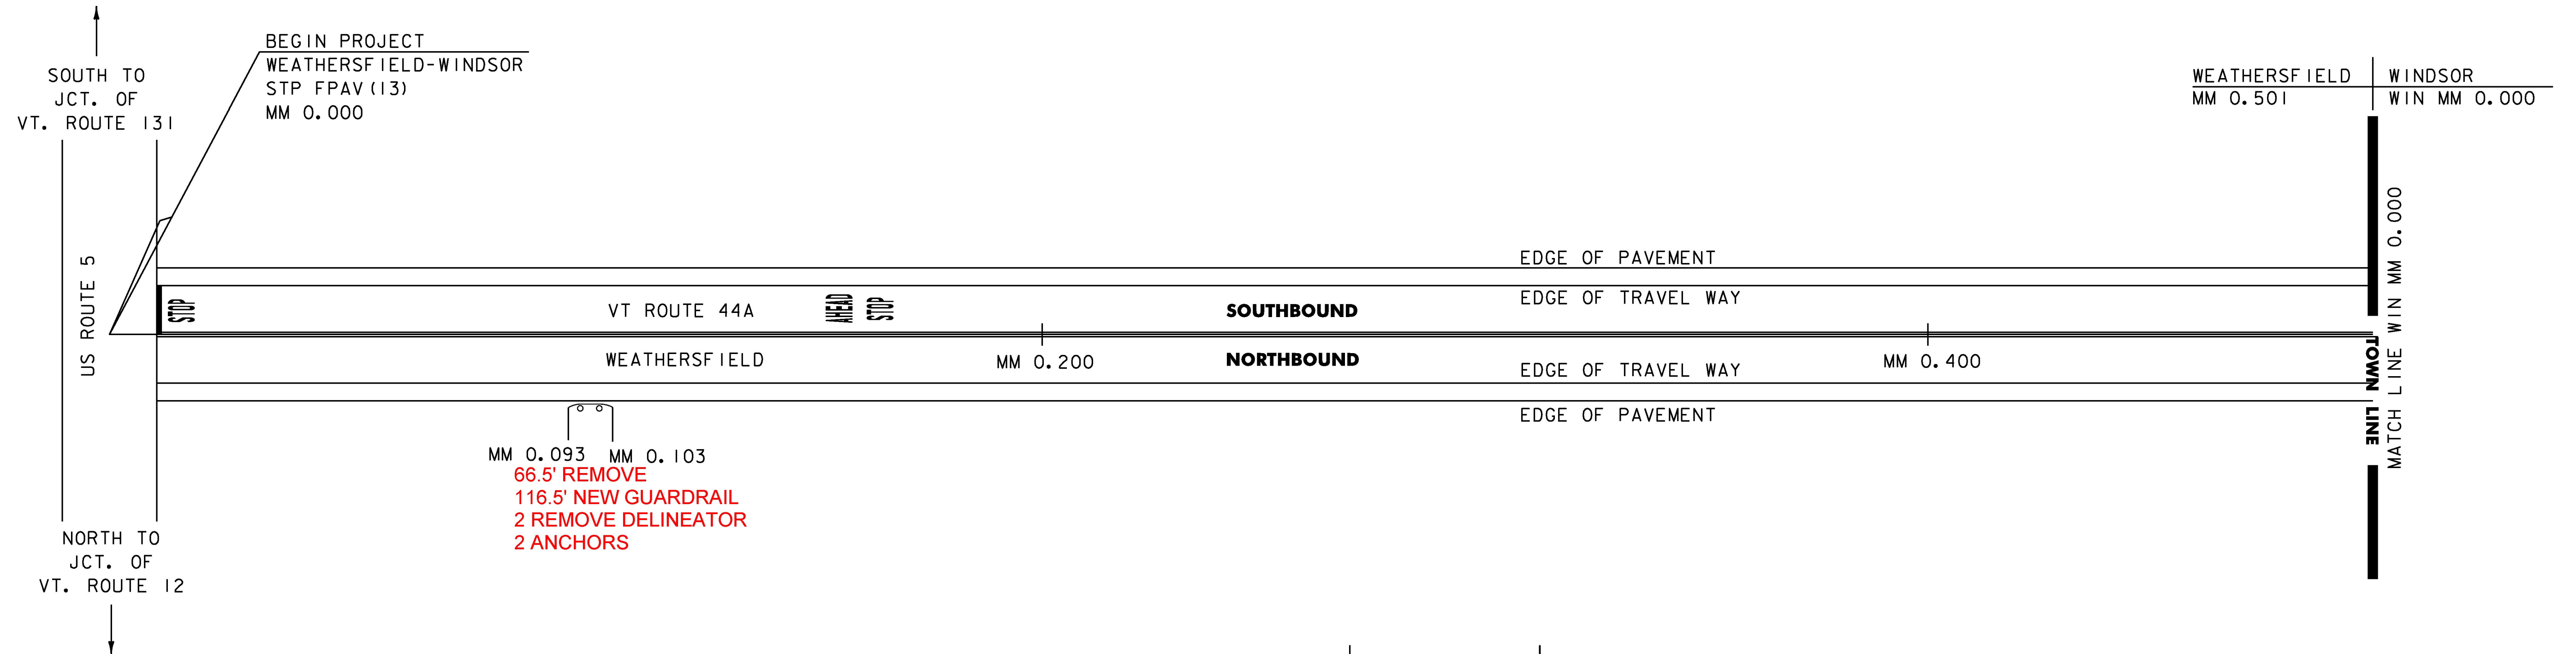 SOUTH TO
JCT. OF
VT. ROUTE 131
BEGIN PROJECT
WEATHERSFIELD-WINDSOR
STP FPAV(13)
MM 0.000
WEATHERSFIELD
MM 0.501
WINDSOR
WIN MM 0.000
US ROUTE 5
STOP
VT ROUTE 44A
AHEAD
STOP
SOUTHBOUND
EDGE OF PAVEMENT
EDGE OF TRAVEL WAY
WEATHERSFIELD
MM 0.200
NORTHBOUND
EDGE OF TRAVEL WAY
EDGE OF PAVEMENT
MM 0.400
TOWN LINE
MATCH LINE WIN MM 0.000
MM 0.093
MM 0.103
66.5' REMOVE
116.5' NEW GUARDRAIL
2 REMOVE DELINEATOR
2 ANCHORS
NORTH TO
JCT. OF
VT. ROUTE 12